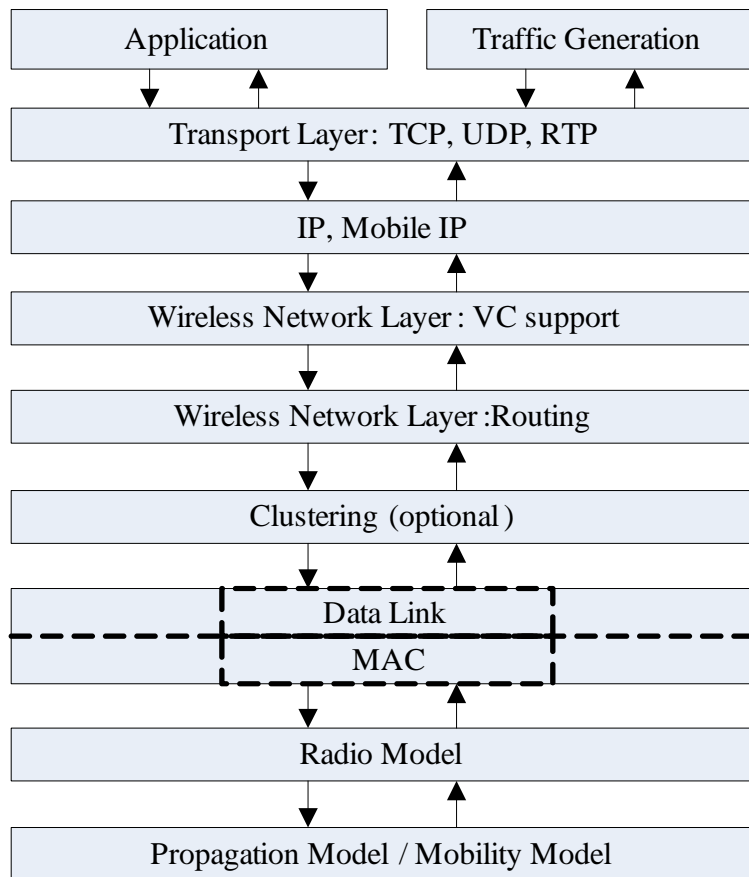 Application
Traffic Generation
Transport Layer: TCP, UDP, RTP
IP, Mobile IP
Wireless Network Layer: VC support
Wireless Network Layer:Routing
Clustering (optional)
Data Link
MAC
Radio Model
Propagation Model / Mobility Model